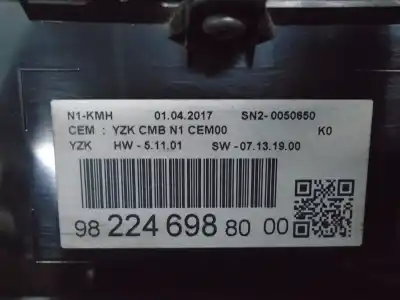 N1-KMH 01.04.2017 SN2-0050650
CEM : YZK CMB N1 CEM00 K0
YZK HW - 5.11.01 SW - 07.13.19.00
98 224 698 80 00